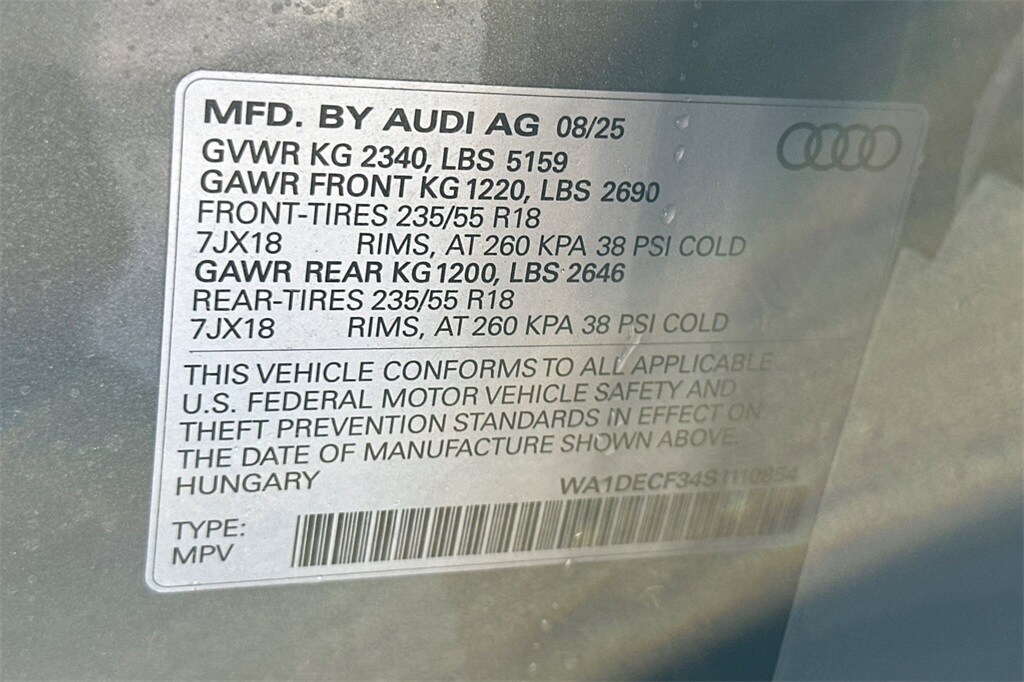 MFD. BY AUDI AG 08/25
GVWR KG 2340, LBS 5159
GAWR FRONT KG 1220, LBS 2690
FRONT-TIRES 235/55 R18
7JX18 RIMS, AT 260 KPA 38 PSI COLD
GAWR REAR KG 1200, LBS 2646
REAR-TIRES 235/55 R18
7JX18 RIMS, AT 260 KPA 38 PSI COLD
THIS VEHICLE CONFORMS TO ALL APPLICABLE
U.S. FEDERAL MOTOR VEHICLE SAFETY AND
THEFT PREVENTION STANDARDS IN EFFECT ON
THE DATE OF MANUFACTURE SHOWN ABOVE.
HUNGARY WA1DECF34S1110854
TYPE:
MPV